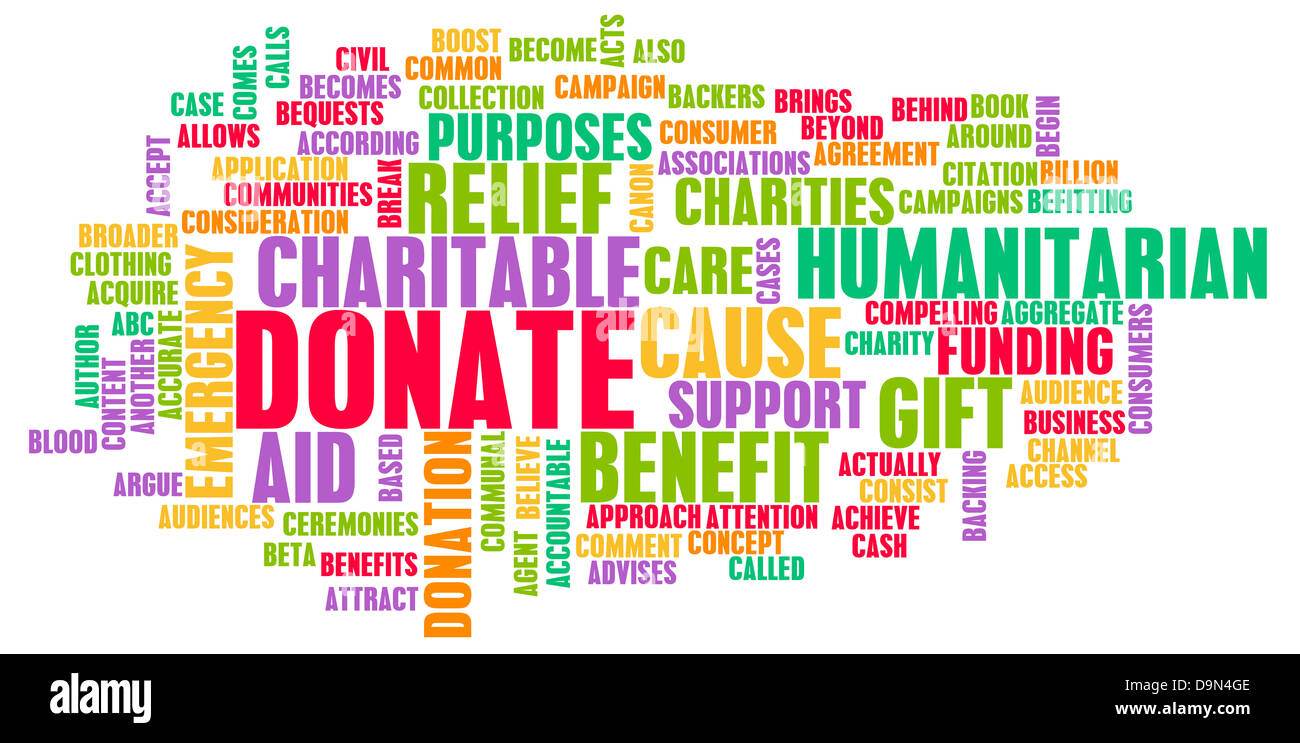 CALLS
COMES
CIVIL
BOOST
BECOME
ACTS
ALSO
COMMON
BECOMES
CASE
BEQUESTS
COLLECTION
CAMPAIGN
BACKERS
BRINGS
BEHIND
BOOK
BEGIN
ALLOWS
ACCORDING
PURPOSES
CONSUMER
BEYOND
AROUND
ACCEPT
APPLICATION
ASSOCIATIONS
AGREEMENT
CITATION
BILLION
COMMUNITIES
BREAK
RELIEF
CANON
CHARITIES
CAMPAIGNS
BEFITTING
CONSIDERATION
BROADER
CLOTHING
ACQUIRE
EMERGENCY
CHARITABLE
CARE
CASES
HUMANITARIAN
ABC
AUTHOR
CONTENT
ANOTHER
ACCURATE
DONATE
CAUSE
COMPELLING
AGGREGATE
CONSUMERS
CHARITY
FUNDING
SUPPORT
GIFT
AUDIENCE
BUSINESS
BLOOD
AID
BASED
DONATION
COMMUNAL
BELIEVE
ACCOUNTABLE
BENEFIT
CHANNEL
ACTUALLY
ACCESS
ARGUE
CONSIST
BACKING
AUDIENCES
CEREMONIES
APPROACH
ATTENTION
ACHIEVE
BETA
BENEFITS
AGENT
COMMENT
CONCEPT
CASH
ADVISES
CALLED
ATTRACT
alamy
Image ID: D9N4GE
www.alamy.com